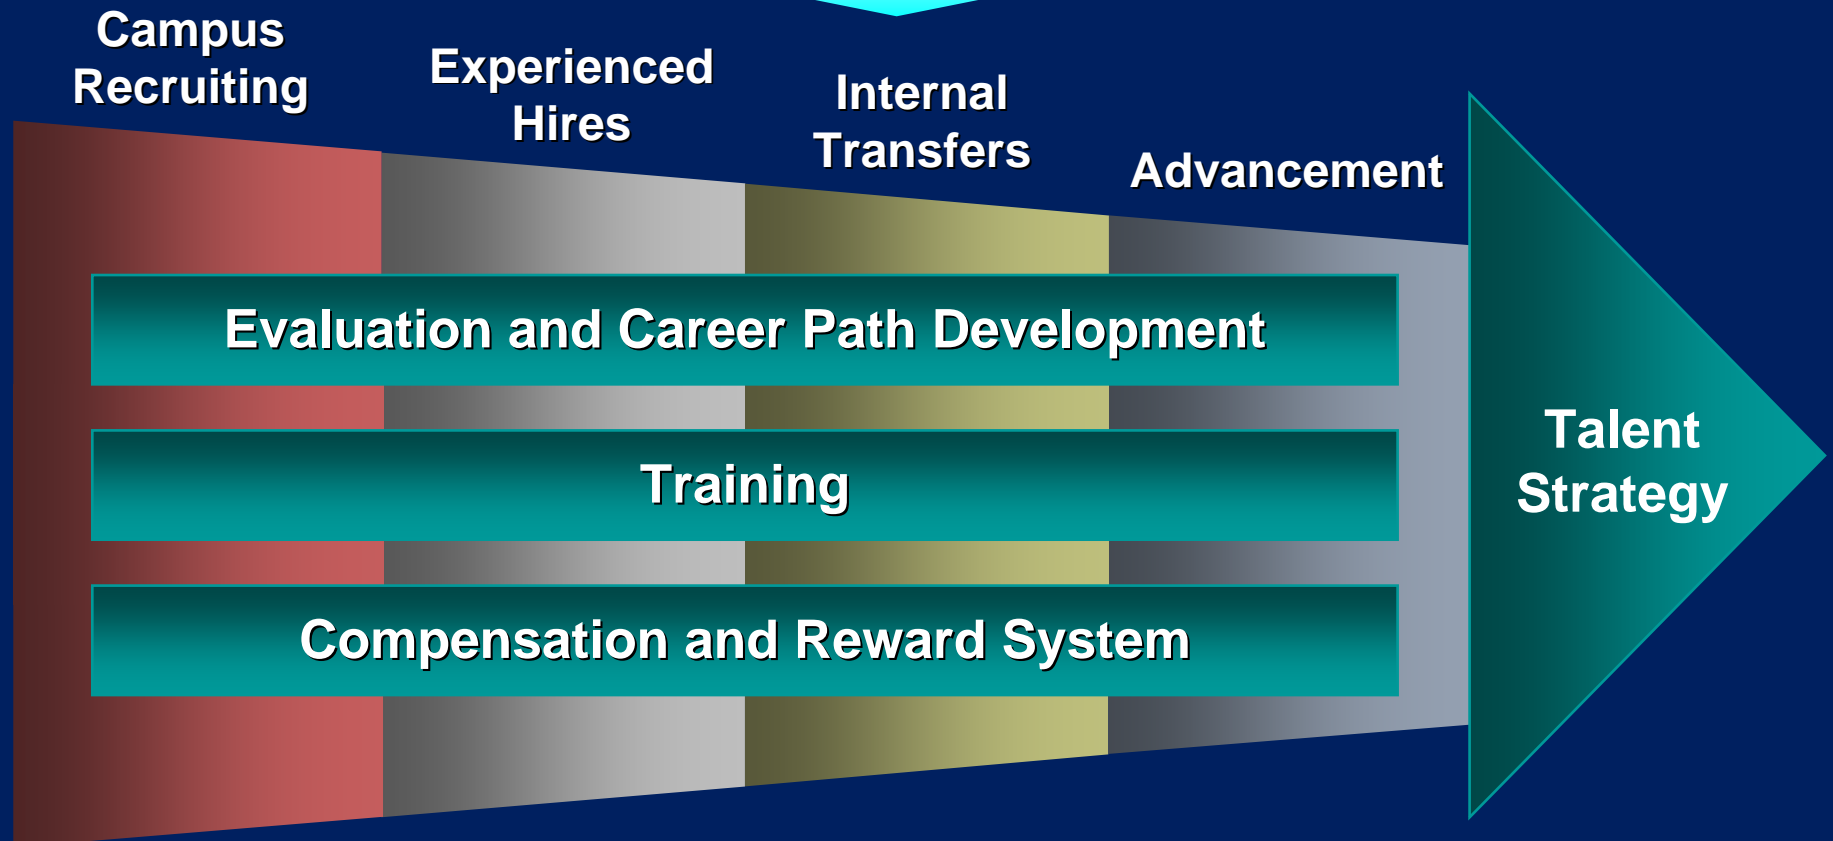 Campus
Recruiting
Experienced
Hires
Internal
Transfers
Advancement
Evaluation and Career Path Development
Training
Compensation and Reward System
Talent
Strategy